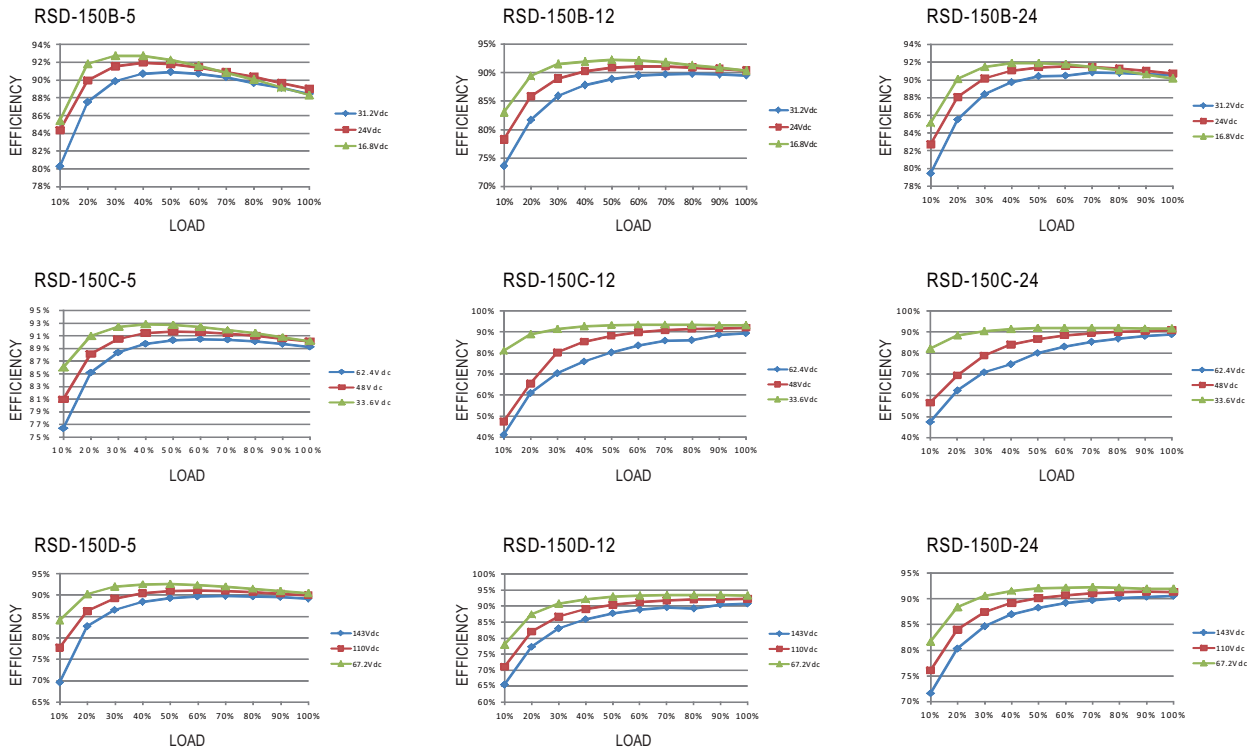 RSD-150B-5
94%
92%
90%
88%
86%
84%
82%
80%
78%
10% 20% 30% 40% 50% 60% 70% 80% 90% 100%
EFFICIENCY
LOAD
31.2Vdc
24Vdc
16.8Vdc
RSD-150B-12
95%
90%
85%
80%
75%
70%
10% 20% 30% 40% 50% 60% 70% 80% 90% 100%
EFFICIENCY
LOAD
31.2Vdc
24Vdc
16.8Vdc
RSD-150B-24
94%
92%
90%
88%
86%
84%
82%
80%
78%
10% 20% 30% 40% 50% 60% 70% 80% 90% 100%
EFFICIENCY
LOAD
31.2Vdc
24Vdc
16.8Vdc
RSD-150C-5
95%
93%
91%
89%
87%
85%
83%
81%
79%
77%
75%
10% 20% 30% 40% 50% 60% 70% 80% 90% 100%
EFFICIENCY
LOAD
62.4Vdc
48Vdc
33.6Vdc
RSD-150C-12
100%
90%
80%
70%
60%
50%
40%
10% 20% 30% 40% 50% 60% 70% 80% 90% 100%
EFFICIENCY
LOAD
62.4Vdc
48Vdc
33.6Vdc
RSD-150C-24
100%
90%
80%
70%
60%
50%
40%
10% 20% 30% 40% 50% 60% 70% 80% 90% 100%
EFFICIENCY
LOAD
62.4Vdc
48Vdc
33.6Vdc
RSD-150D-5
95%
90%
85%
80%
75%
70%
65%
10% 20% 30% 40% 50% 60% 70% 80% 90% 100%
EFFICIENCY
LOAD
143Vdc
110Vdc
67.2Vdc
RSD-150D-12
100%
95%
90%
85%
80%
75%
70%
65%
60%
10% 20% 30% 40% 50% 60% 70% 80% 90% 100%
EFFICIENCY
LOAD
143Vdc
110Vdc
67.2Vdc
RSD-150D-24
95%
90%
85%
80%
75%
70%
10% 20% 30% 40% 50% 60% 70% 80% 90% 100%
EFFICIENCY
LOAD
143Vdc
110Vdc
67.2Vdc